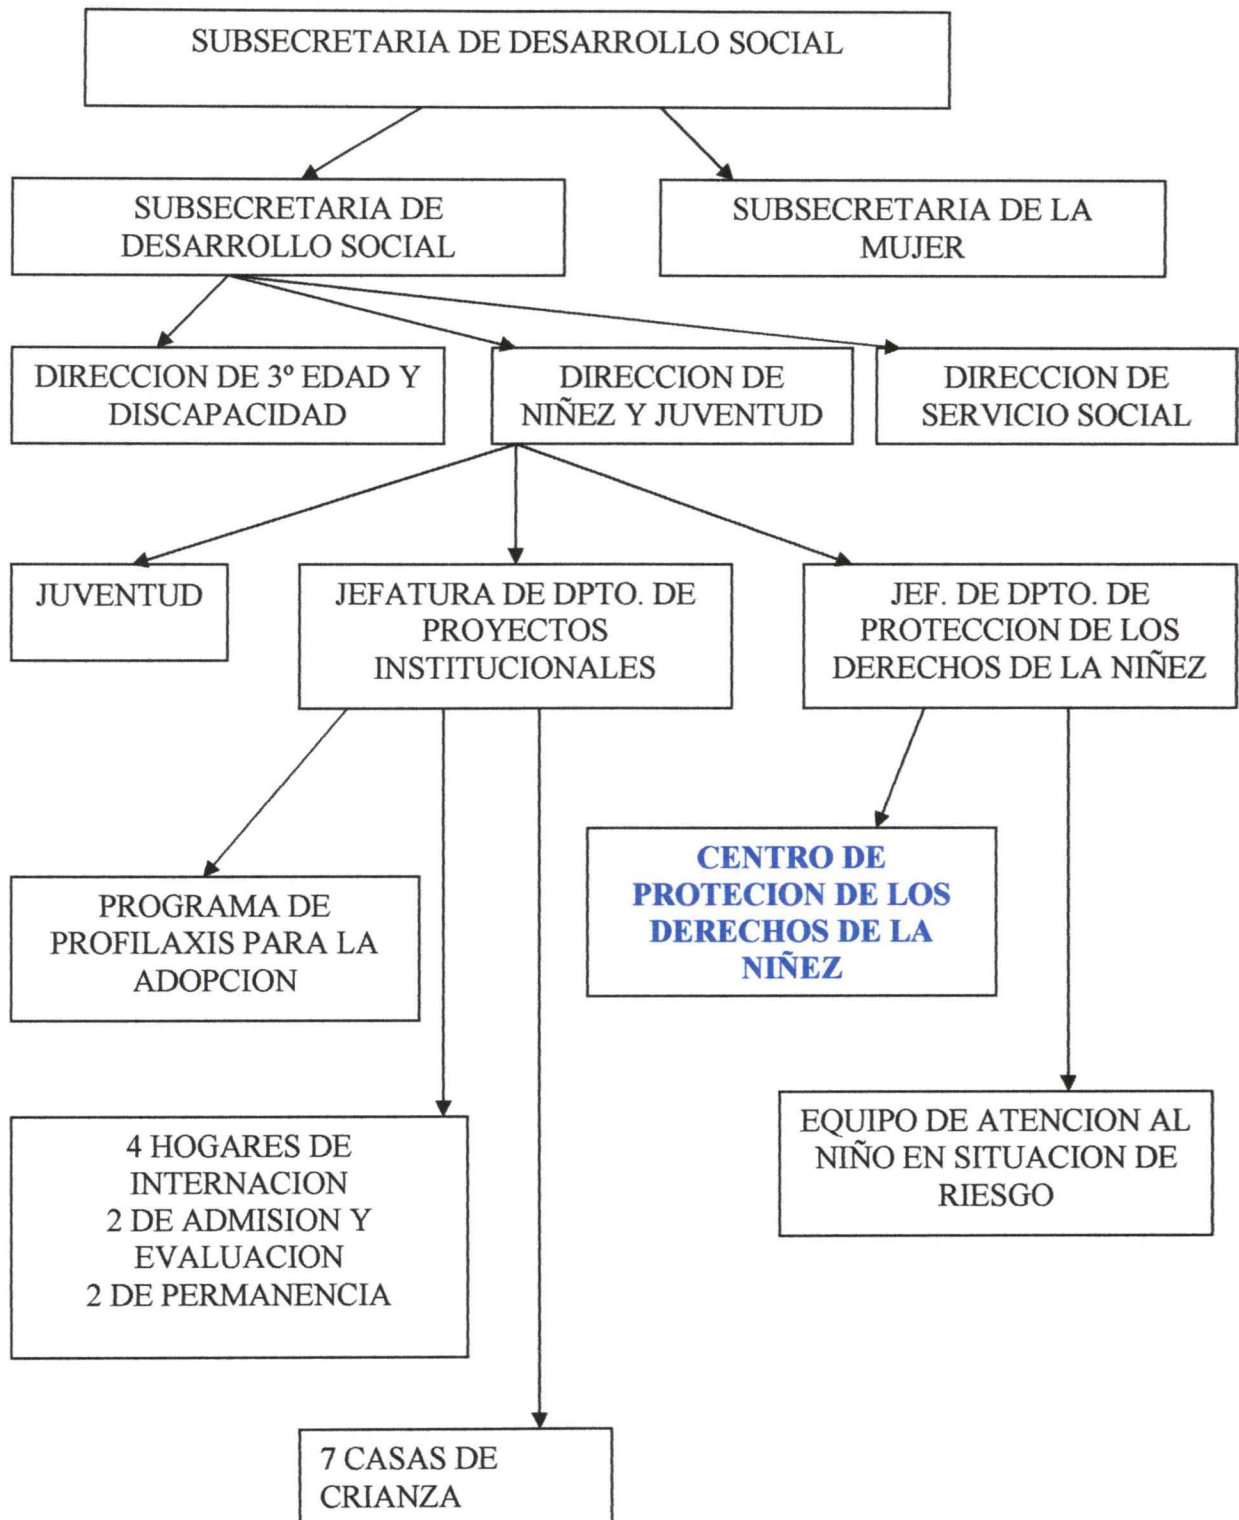 SUBSECRETARIA DE DESARROLLO SOCIAL
SUBSECRETARIA DE
DESARROLLO SOCIAL
SUBSECRETARIA DE LA
MUJER
DIRECCION DE 3º EDAD Y
DISCAPACIDAD
DIRECCION DE
NIÑEZ Y JUVENTUD
DIRECCION DE
SERVICIO SOCIAL
JUVENTUD
JEFATURA DE DPTO. DE
PROYECTOS
INSTITUCIONALES
JEF. DE DPTO. DE
PROTECCION DE LOS
DERECHOS DE LA NIÑEZ
CENTRO DE
PROTECION DE LOS
DERECHOS DE LA
NIÑEZ
PROGRAMA DE
PROFILAXIS PARA LA
ADOPCION
EQUIPO DE ATENCION AL
NIÑO EN SITUACION DE
RIESGO
4 HOGARES DE
INTERNACION
2 DE ADMISION Y
EVALUACION
2 DE PERMANENCIA
7 CASAS DE
CRIANZA